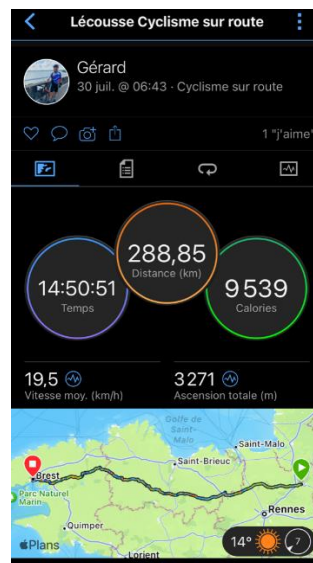 Lécousse Cyclisme sur route
Gérard
30 juil. @ 06:43 · Cyclisme sur route
1 "j'aime"
288,85
Distance (km)
14:50:51
Temps
9 539
Calories
19,5
Vitesse moy. (km/h)
3 271
Ascension totale (m)
Golfe de
Saint-
Malo
Saint-Malo
Saint-Brieuc
Brest
Parc Naturel
Marin
Rennes
Quimper
Plans
Lorient
14°
7